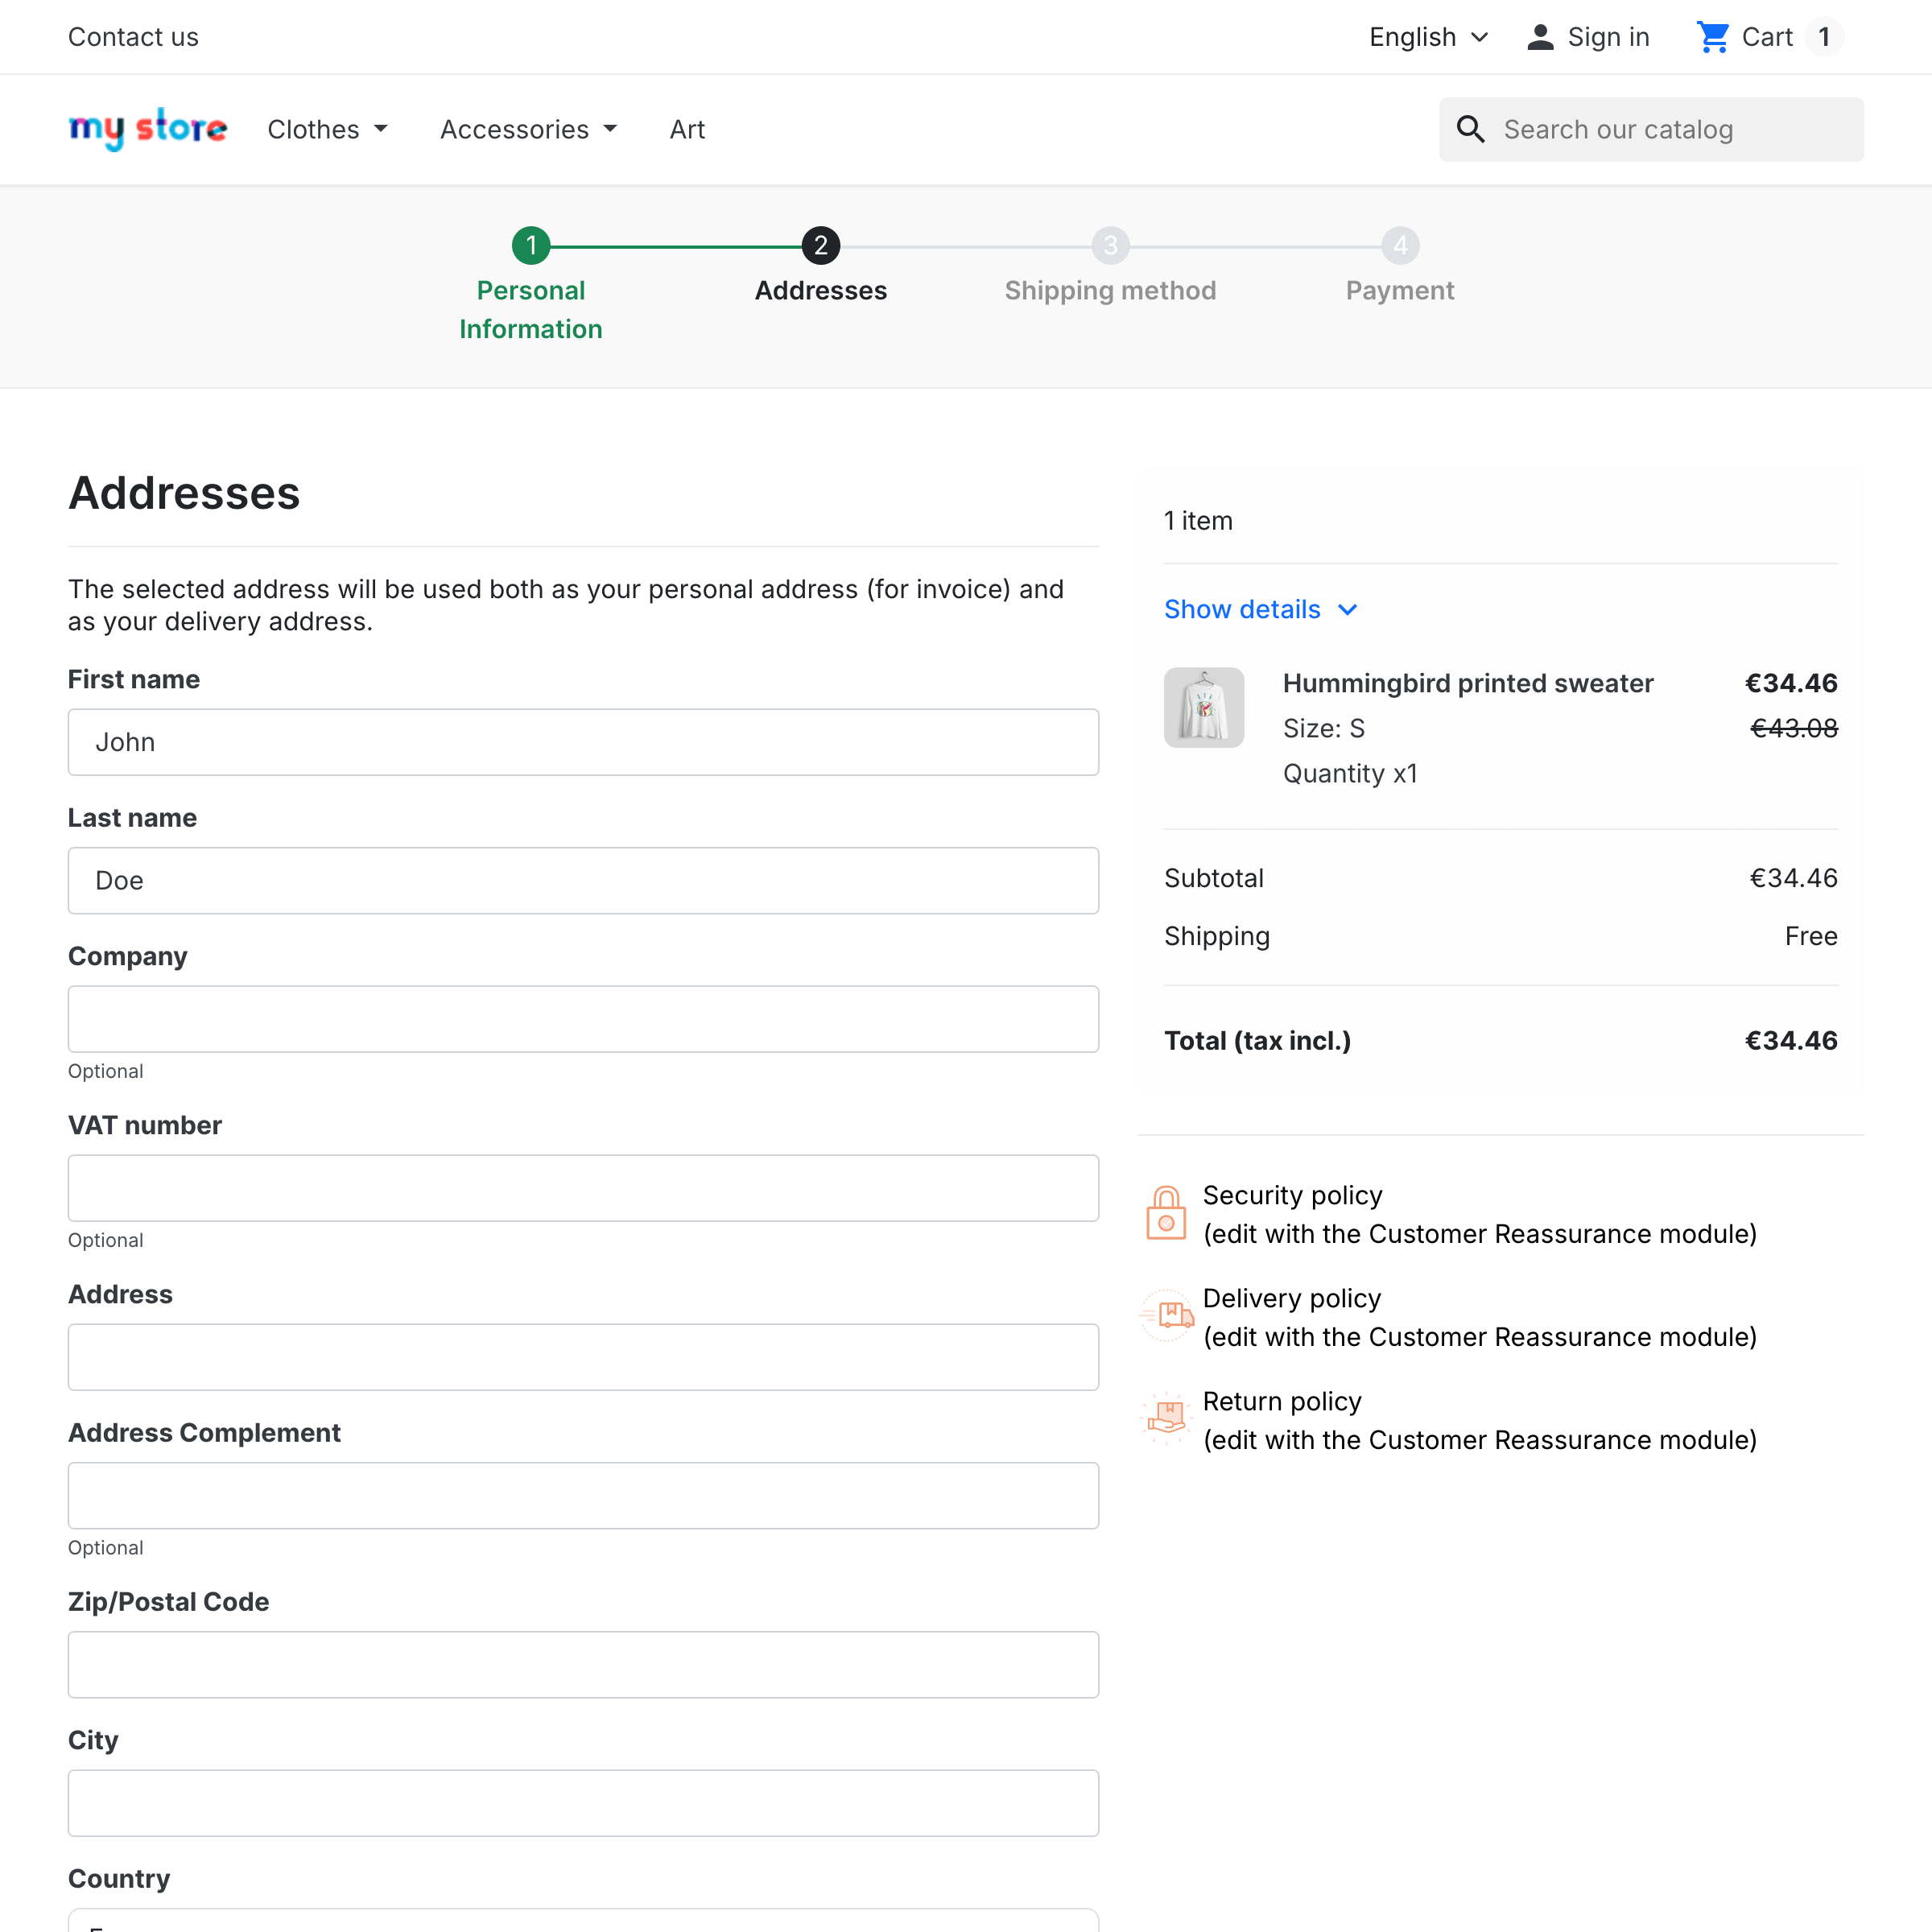 Contact us
English
Sign in
Cart 1
my store
Clothes
Accessories
Art
Search our catalog
1
Personal
Information
2
Addresses
3
Shipping method
4
Payment
Addresses
The selected address will be used both as your personal address (for invoice) and
as your delivery address.
First name
John
Last name
Doe
Company
Optional
VAT number
Optional
Address
Address Complement
Optional
Zip/Postal Code
City
Country
1 item
Show details
Hummingbird printed sweater €34.46
Size: S €43.08
Quantity x1
Subtotal €34.46
Shipping Free
Total (tax incl.) €34.46
Security policy
(edit with the Customer Reassurance module)
Delivery policy
(edit with the Customer Reassurance module)
Return policy
(edit with the Customer Reassurance module)